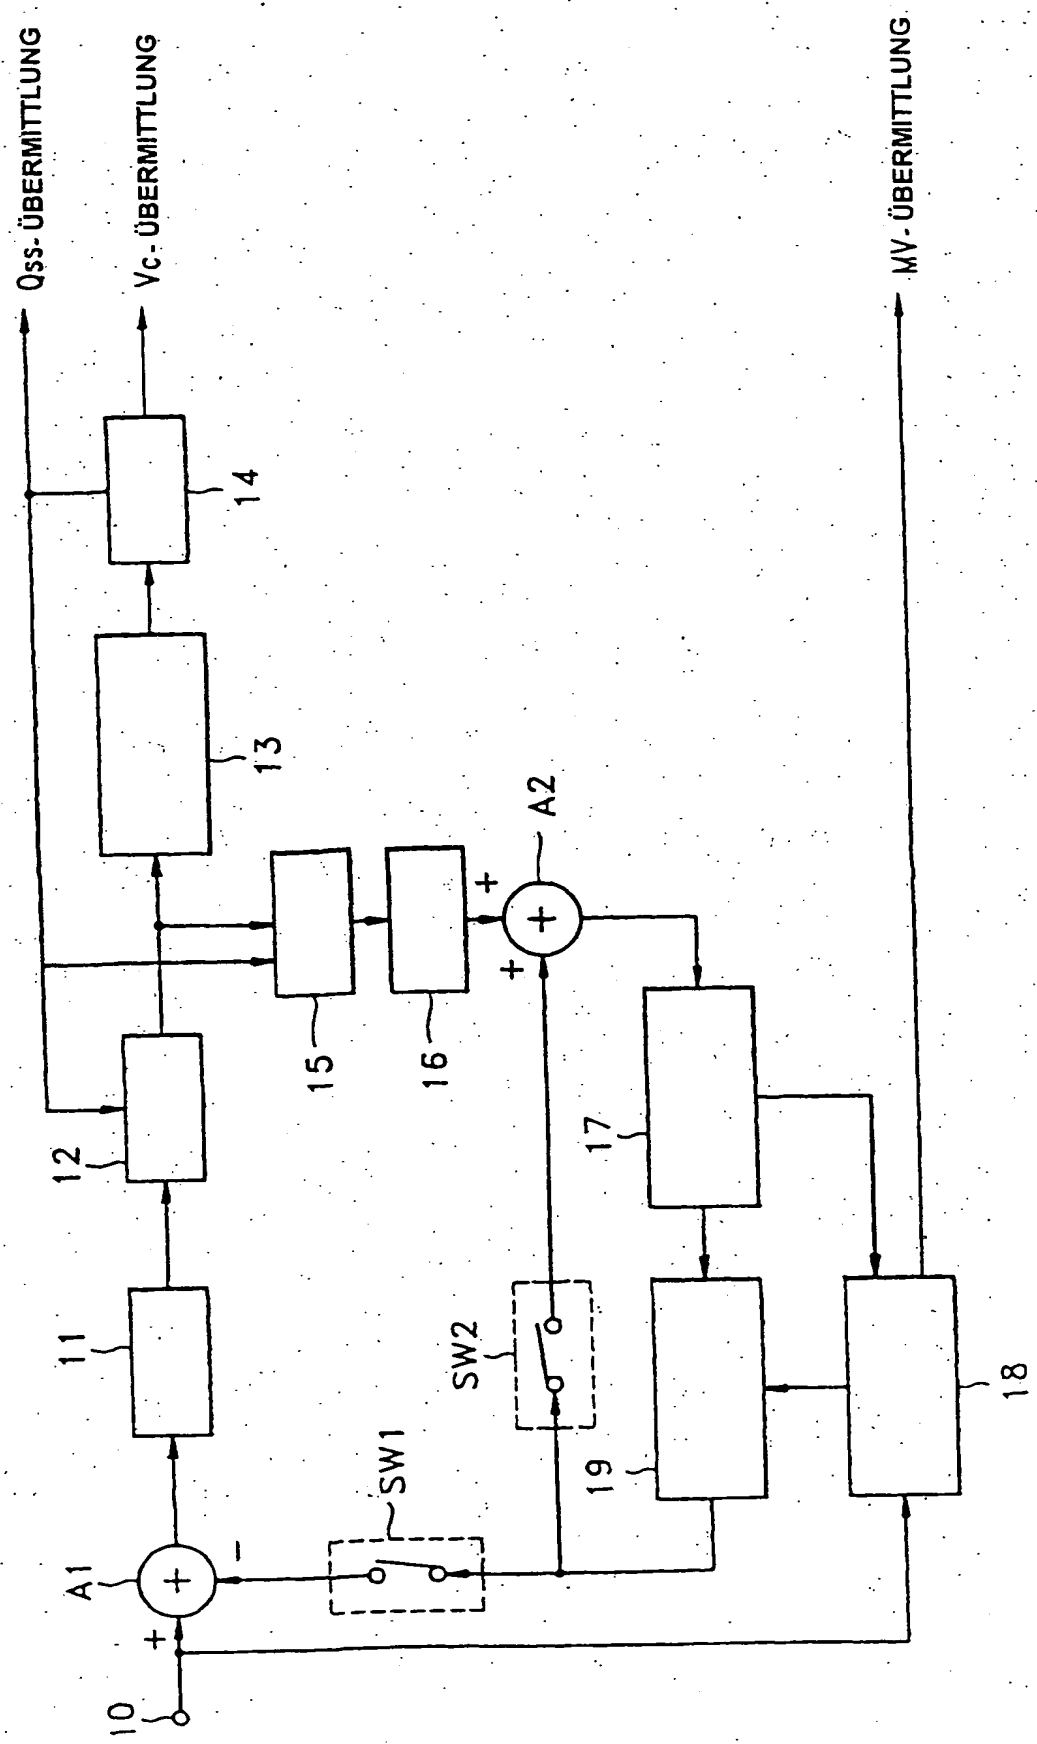 Qss-ÜBERMITTLUNG
Vc-ÜBERMITTLUNG
MV-ÜBERMITTLUNG
10
+
A1
+
−
11
12
13
14
15
16
+
+
+
A2
SW1
SW2
17
19
18